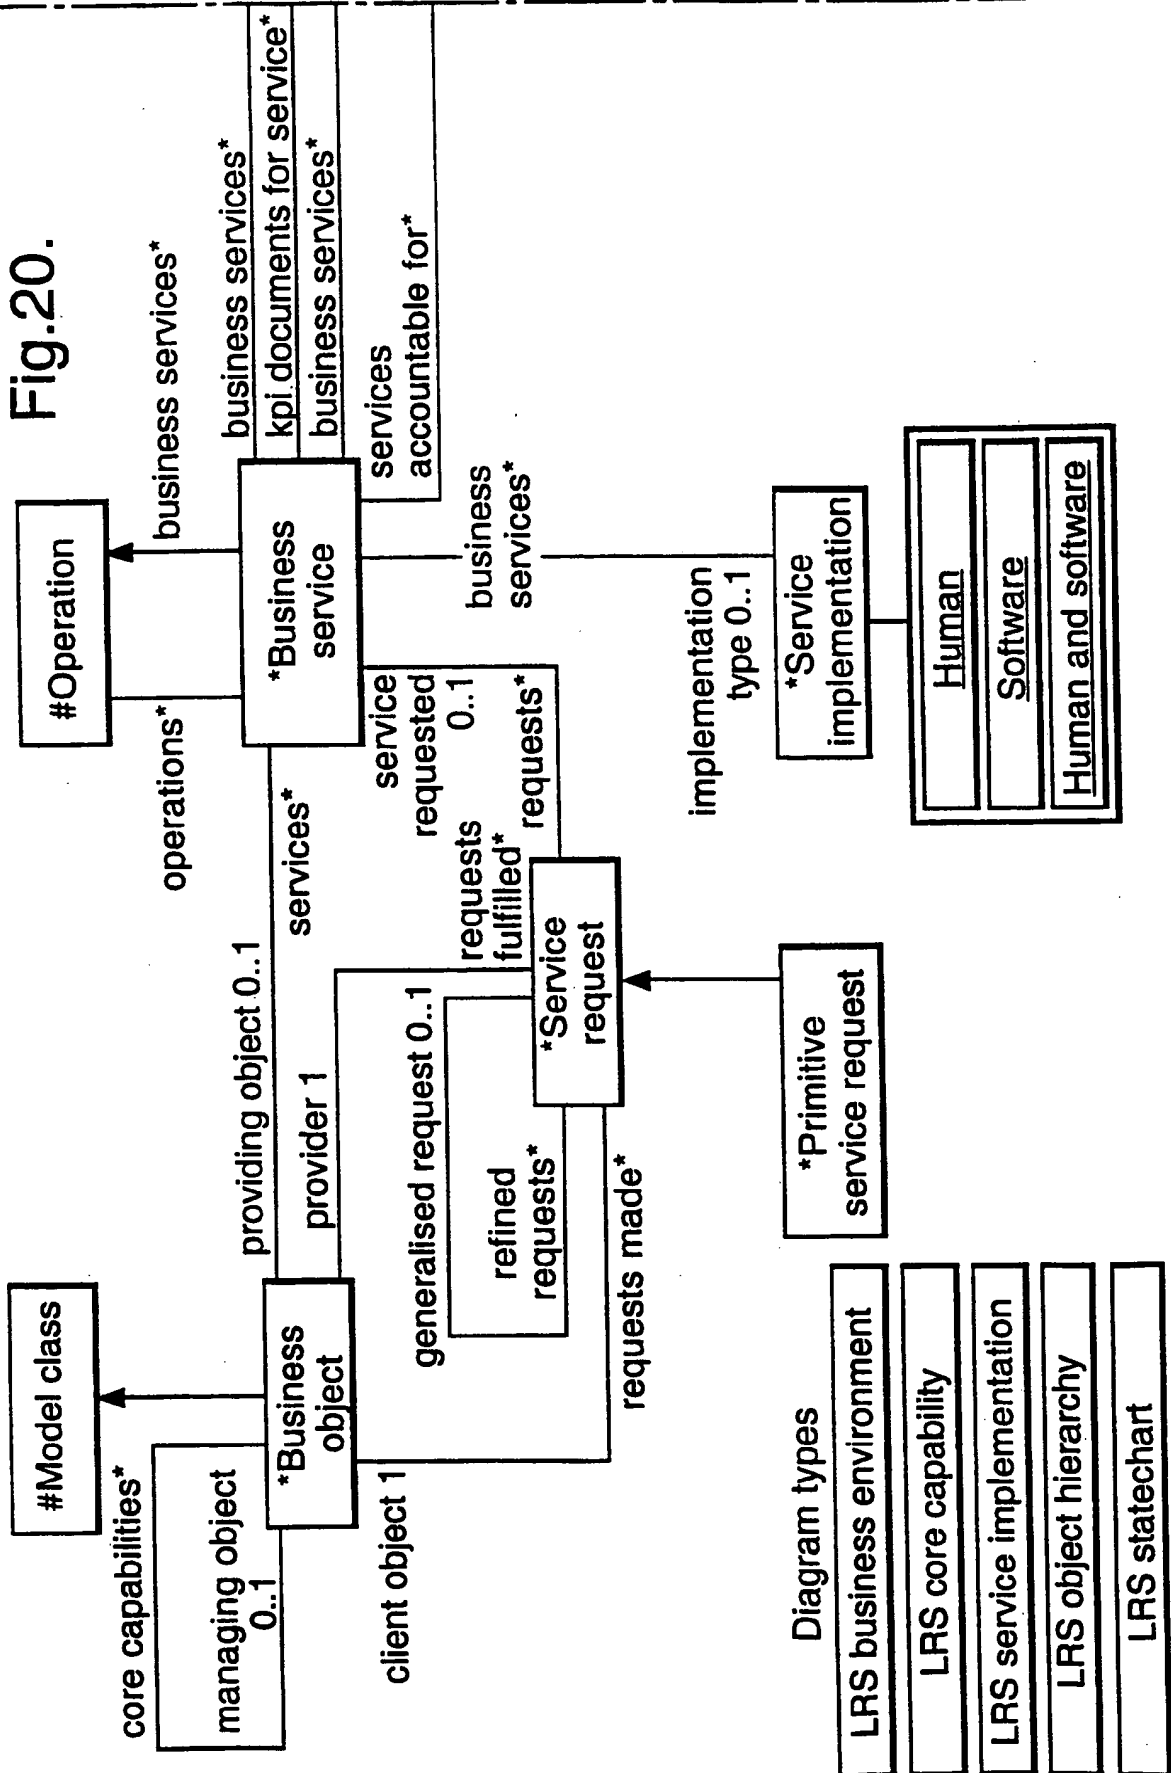 Fig.20.
#Model class
#Operation
core capabilities*
managing object
0..1
*Business
object
client object 1
providing object 0..1
services*
provider 1
requests
fulfilled*
operations*
business services*
*Business
service
business services*
kpi documents for service*
business services*
services
accountable for*
service
requested
0..1
requests*
business
services*
generalised request 0..1
refined
requests*
requests made*
*Service
request
*Primitive
service request
implementation
type 0..1
*Service
implementation
Human
Software
Human and software
Diagram types
LRS business environment
LRS core capability
LRS service implementation
LRS object hierarchy
LRS statechart